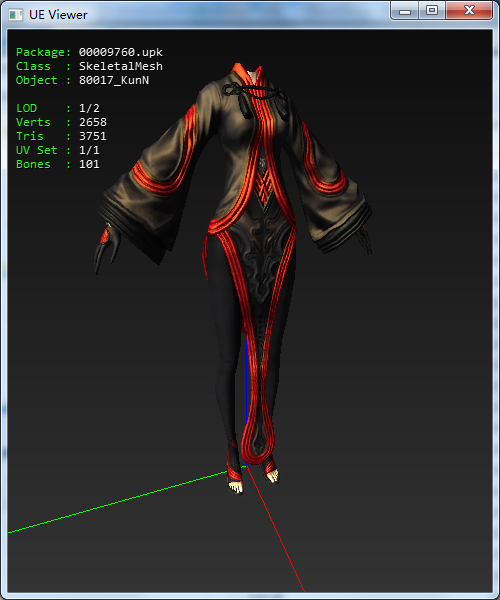 UE Viewer
Package: 00009760.upk
Class  : SkeletalMesh
Object : 80017_KunN
LOD    : 1/2
Verts  : 2658
Tris   : 3751
UV Set : 1/1
Bones  : 101